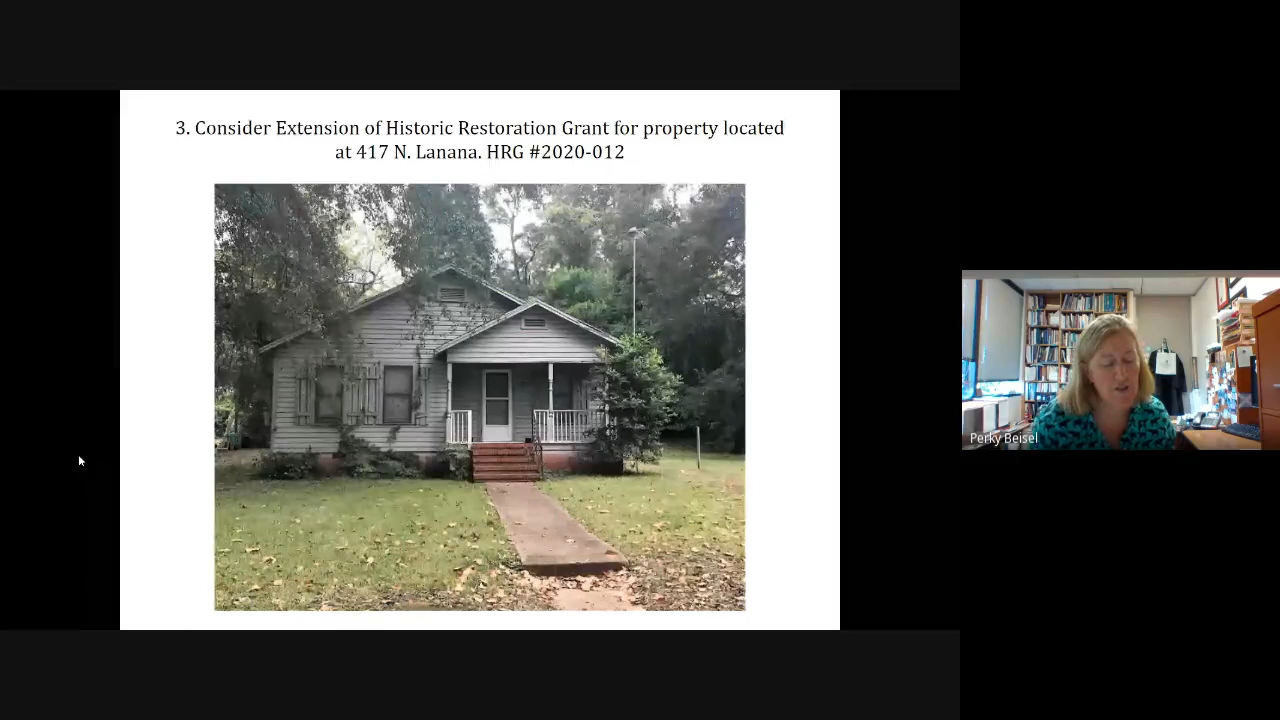 3. Consider Extension of Historic Restoration Grant for property located
at 417 N. Lanana. HRG #2020-012
Perky Beisel